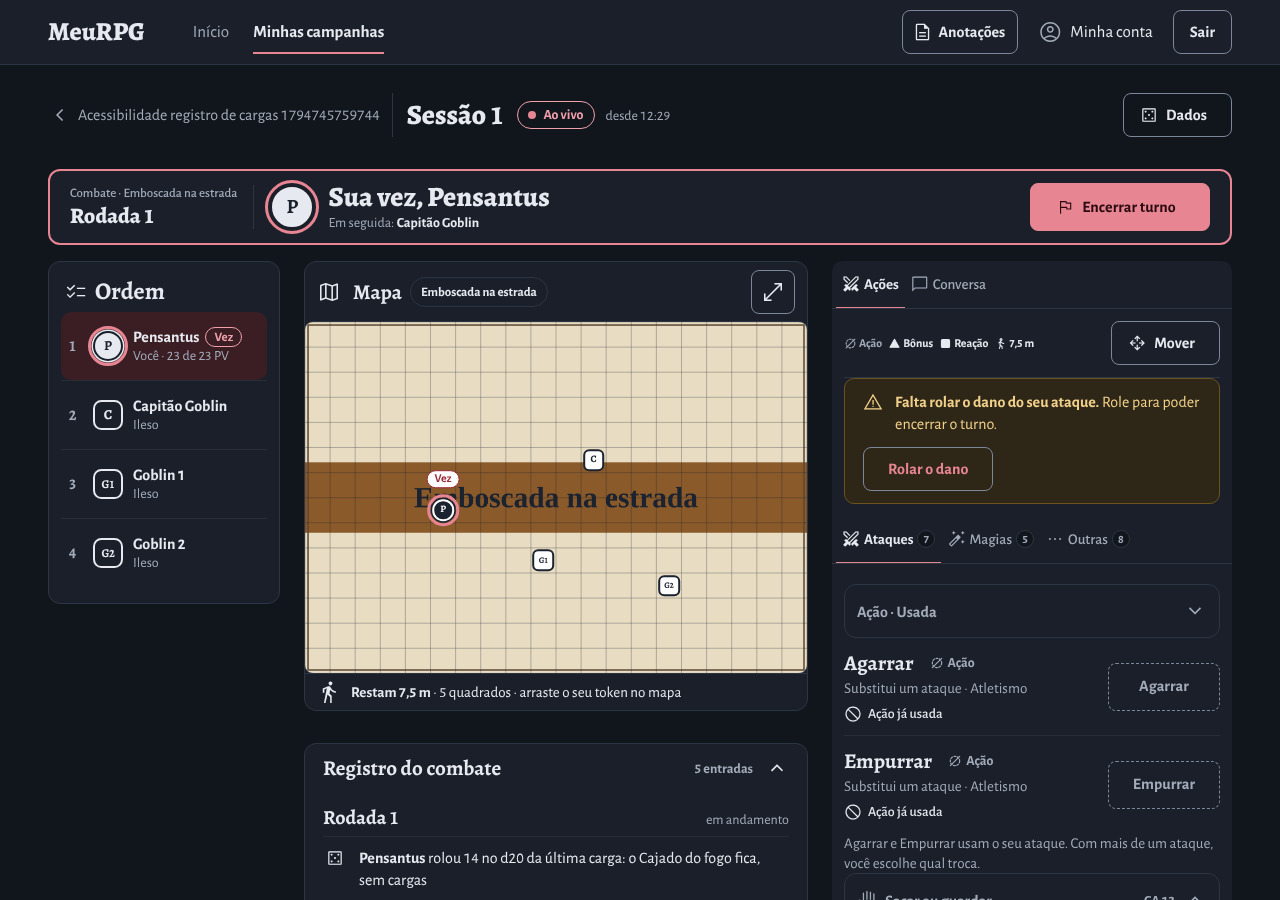 MeuRPG
Início
Minhas campanhas
Anotações
Minha conta
Sair
Acessibilidade registro de cargas 1794745759744
Sessão 1
Ao vivo
desde 12:29
Dados
Combate · Emboscada na estrada
Rodada 1
P
Sua vez, Pensantus
Em seguida: Capitão Goblin
Encerrar turno
Ordem
1
P
Pensantus
Vez
Você · 23 de 23 PV
2
C
Capitão Goblin
Ileso
3
G1
Goblin 1
Ileso
4
G2
Goblin 2
Ileso
Mapa
Emboscada na estrada
C
Vez
Emboscada na estrada
P
G1
G2
Restam 7,5 m · 5 quadrados · arraste o seu token no mapa
Registro do combate
5 entradas
Rodada 1
em andamento
Pensantus rolou 14 no d20 da última carga: o Cajado do fogo fica,
sem cargas
Ações
Conversa
Ação
Bônus
Reação
7,5 m
Mover
Falta rolar o dano do seu ataque. Role para poder
encerrar o turno.
Rolar o dano
Ataques 7
Magias 5
Outras 8
Ação · Usada
Agarrar
Ação
Substitui um ataque · Atletismo
Ação já usada
Agarrar
Empurrar
Ação
Substitui um ataque · Atletismo
Ação já usada
Empurrar
Agarrar e Empurrar usam o seu ataque. Com mais de um ataque,
você escolhe qual troca.